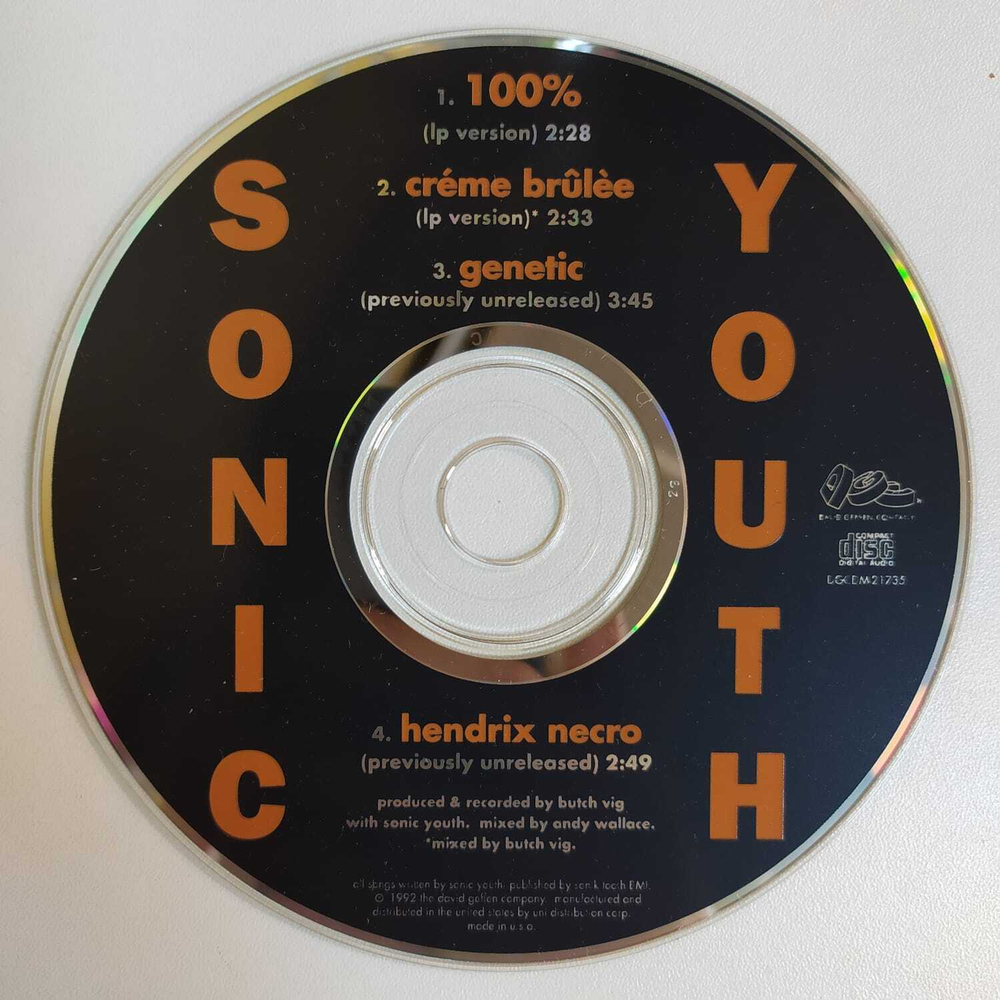 1. 100%
(lp version) 2:28
2. créme brûlèe
(lp version)* 2:33
3. genetic
(previously unreleased) 3:45
SONIC
YOUTH
COMPACT
disc
DIGITAL AUDIO
4. hendrix necro
(previously unreleased) 2:49
produced & recorded by butch vig
with sonic youth. mixed by andy wallace.
*mixed by butch vig.
all songs written by sonic youth. published by sonik tooth BMI.
© 1992 the david geffen company. manufactured and
distributed in the united states by uni distribution corp.
made in u.s.a.